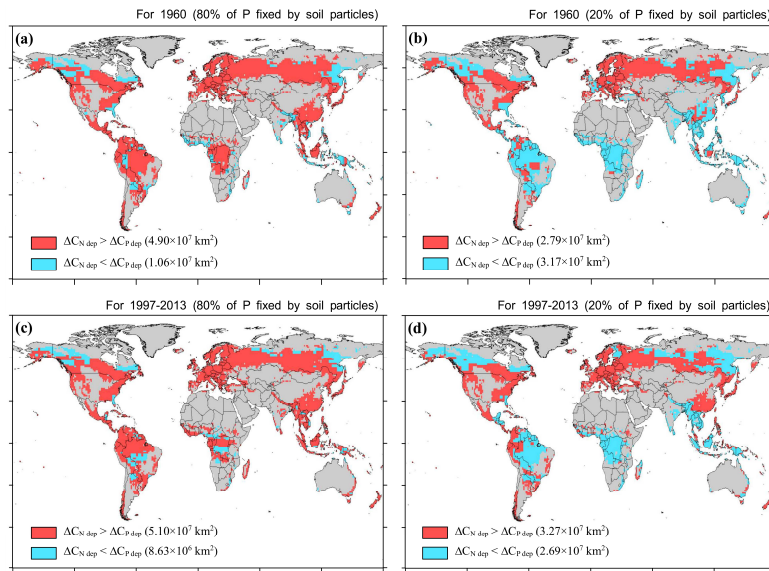 For 1960 (80% of P fixed by soil particles)
(a)
ΔC N dep > ΔC P dep (4.90×10⁷ km²)
ΔC N dep < ΔC P dep (1.06×10⁷ km²)
For 1960 (20% of P fixed by soil particles)
(b)
ΔC N dep > ΔC P dep (2.79×10⁷ km²)
ΔC N dep < ΔC P dep (3.17×10⁷ km²)
For 1997-2013 (80% of P fixed by soil particles)
(c)
ΔC N dep > ΔC P dep (5.10×10⁷ km²)
ΔC N dep < ΔC P dep (8.63×10⁶ km²)
For 1997-2013 (20% of P fixed by soil particles)
(d)
ΔC N dep > ΔC P dep (3.27×10⁷ km²)
ΔC N dep < ΔC P dep (2.69×10⁷ km²)